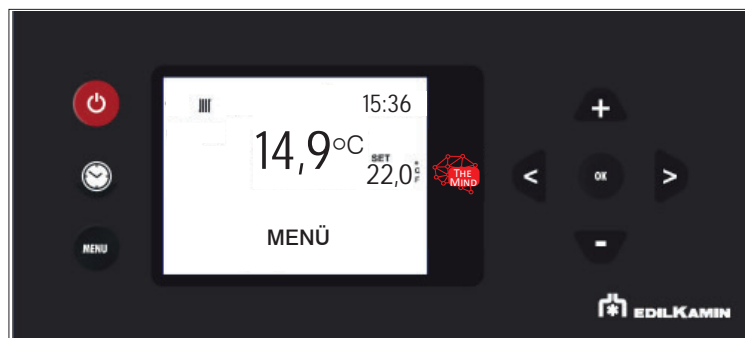 15:36
14,9°C
SET
22,0
°C
°F
THE
MIND
MENÜ
MENU
OK
EDILKAMIN